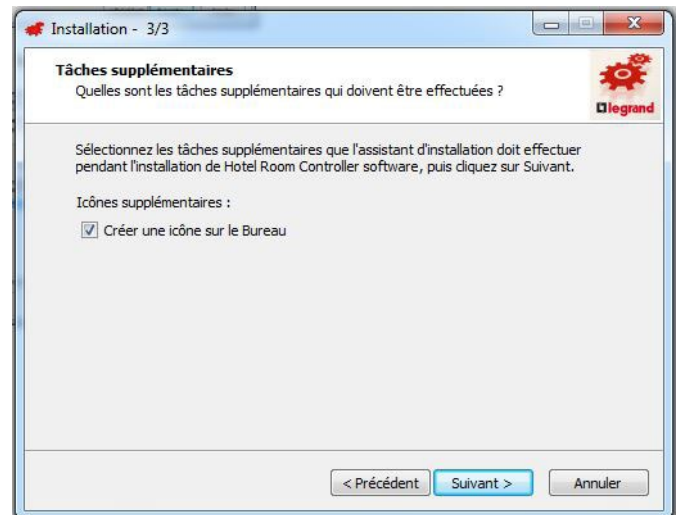 Installation - 3/3
Tâches supplémentaires
Quelles sont les tâches supplémentaires qui doivent être effectuées ?
legrand
Sélectionnez les tâches supplémentaires que l'assistant d'installation doit effectuer
pendant l'installation de Hotel Room Controller software, puis cliquez sur Suivant.
Icônes supplémentaires :
Créer une icône sur le Bureau
< Précédent Suivant > Annuler